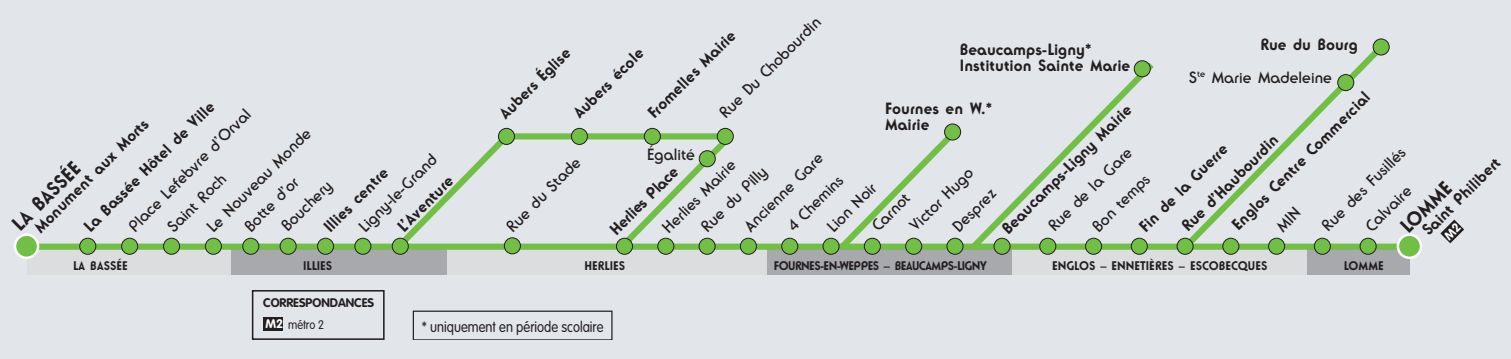 LA BASSÉE
Monument aux Morts
La Bassée Hôtel de Ville
Place Lefebvre d'Orval
Saint Roch
Le Nouveau Monde
Botte d'or
Bouchery
Illies centre
Ligny-le-Grand
L'Aventure
Aubers Église
Aubers école
Fromelles Mairie
Rue Du Chobourdin
Égalité
Rue du Stade
Herlies Place
Herlies Mairie
Rue du Pilly
Ancienne Gare
4 Chemins
Lion Noir
Fournes en W.*
Mairie
Carnot
Victor Hugo
Desprez
Beaucamps-Ligny*
Institution Sainte Marie
Beaucamps-Ligny Mairie
Rue de la Gare
Bon temps
Fin de la Guerre
Rue d'Haubourdin
Rue du Bourg
Ste Marie Madeleine
Englos Centre Commercial
MIN
Rue des Fusillés
Calvaire
LOMME
Saint Philibert
M2
LA BASSÉE
ILLIES
HERLIES
FOURNES-EN-WEPPES – BEAUCAMPS-LIGNY
ENGLOS – ENNETIÈRES – ESCOBECQUES
LOMME
CORRESPONDANCES
M2 métro 2
* uniquement en période scolaire